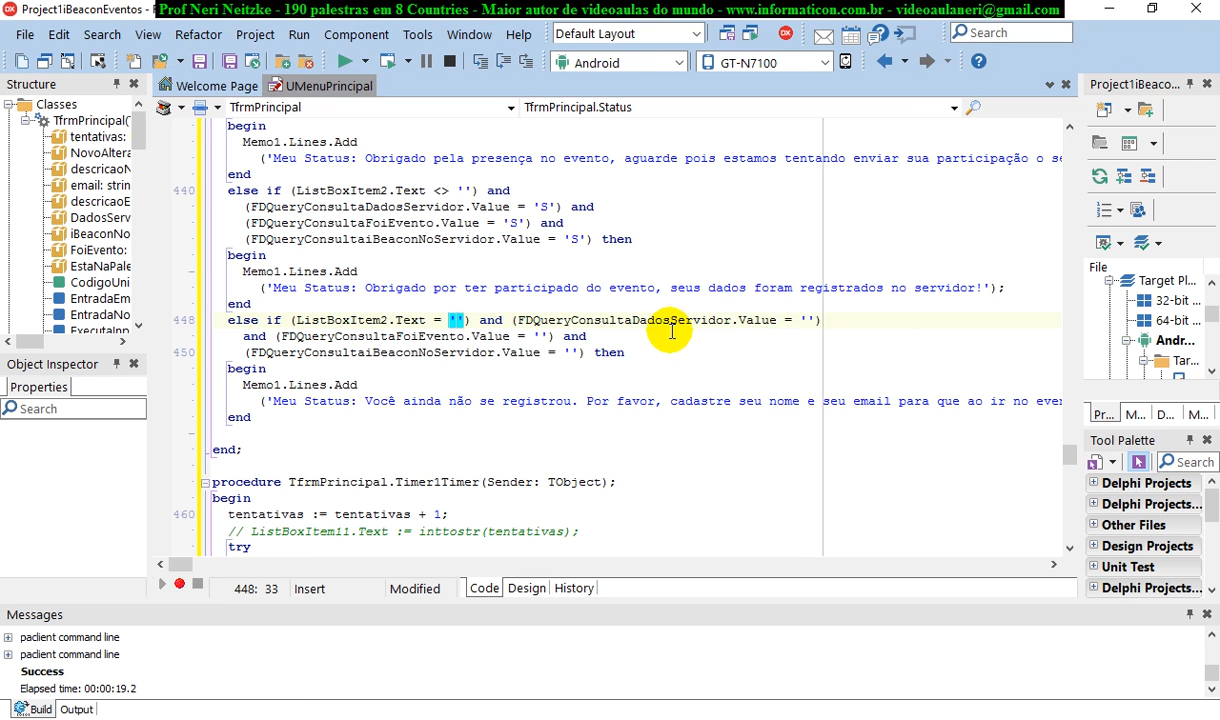 Project1iBeaconEventos -
Prof Neri Neitzke - 190 palestras em 8 Countries - Maior autor de videoaulas do mundo - www.informaticon.com.br - videoaulaneri@gmail.com
File Edit Search View Refactor Project Run Component Tools Window Help
Default Layout
Search
Android
GT-N7100
Structure
Welcome Page
UMenuPrincipal
Project1iBeaco...
Classes
TfrmPrincipal(
tentativas:
NovoAltera
descricaoN
email: strin
descricaoE
DadosServ
iBeaconNo
FoiEvento:
EstaNaPale
CodigoUni
EntradaEm
EntradaNo
ExecutaInn
TfrmPrincipal
TfrmPrincipal.Status
begin
Memo1.Lines.Add
('Meu Status: Obrigado pela presença no evento, aguarde pois estamos tentando enviar sua participação o se
end
440 else if (ListBoxItem2.Text <> '') and
(FDQueryConsultaDadosServidor.Value = 'S') and
(FDQueryConsultaFoiEvento.Value = 'S') and
(FDQueryConsultaiBeaconNoServidor.Value = 'S') then
begin
Memo1.Lines.Add
('Meu Status: Obrigado por ter participado do evento, seus dados foram registrados no servidor!');
end
448 else if (ListBoxItem2.Text = '') and (FDQueryConsultaDadosServidor.Value = '')
and (FDQueryConsultaFoiEvento.Value = '') and
450 (FDQueryConsultaiBeaconNoServidor.Value = '') then
begin
Memo1.Lines.Add
('Meu Status: Você ainda não se registrou. Por favor, cadastre seu nome e seu email para que ao ir no even
end
end;
procedure TfrmPrincipal.Timer1Timer(Sender: TObject);
begin
460 tentativas := tentativas + 1;
// ListBoxItem11.Text := inttostr(tentativas);
try
Object Inspector
Properties
Search
448: 33 Insert Modified Code Design History
File
Target Pl...
32-bit ...
64-bit ...
Andr...
Tar...
Pr... M... D... M...
Tool Palette
Search
Delphi Projects
Delphi Projects...
Other Files
Design Projects
Unit Test
Delphi Projects...
Messages
paclient command line
paclient command line
Success
Elapsed time: 00:00:19.2
Build Output